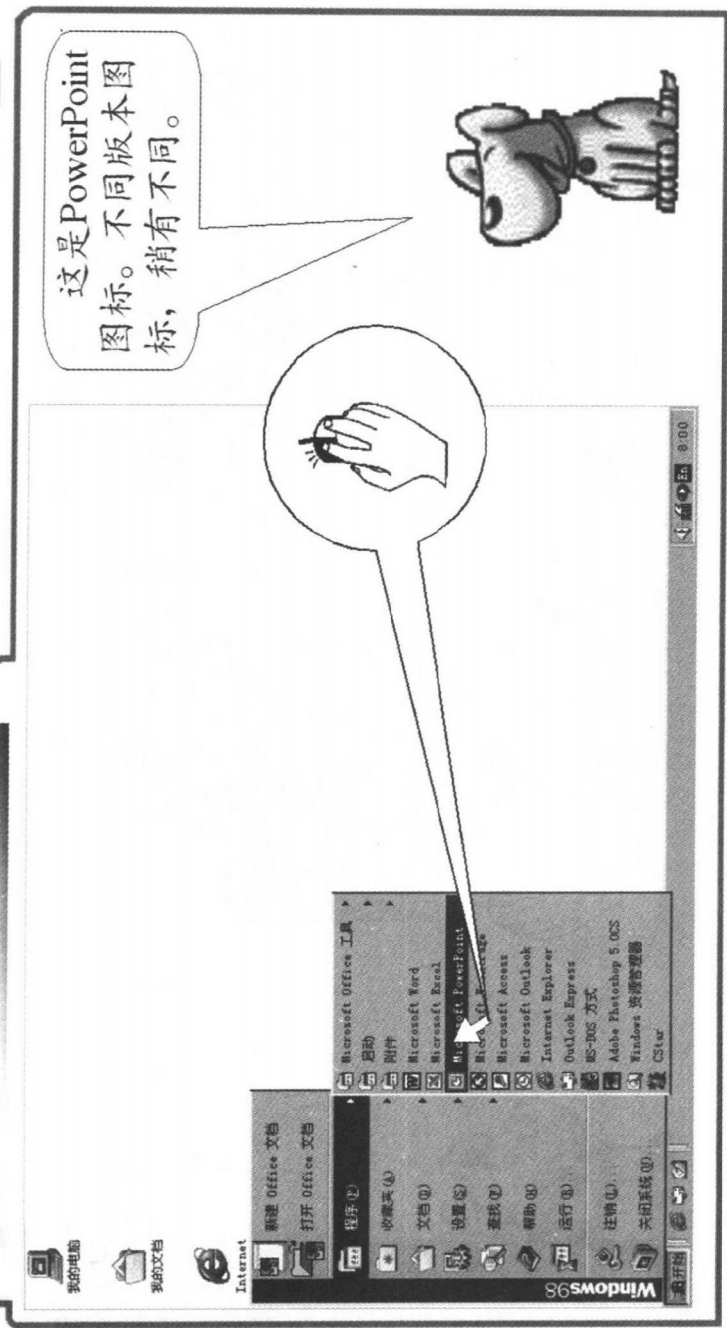 这是PowerPoint
图标。不同版本图
标，稍有不同。
我的电脑
我的文档
Internet
新建 Office 文档
打开 Office 文档
程序(P)
收藏夹(A)
文档(D)
设置(S)
查找(F)
帮助(H)
运行(R)...
注销(L)...
关闭系统(U)...
Windows98
Microsoft Office 工具
启动
附件
Microsoft Word
Microsoft Excel
Microsoft PowerPoint
Microsoft
Microsoft Access
Microsoft Outlook
Internet Explorer
Outlook Express
MS-DOS 方式
Adobe Photoshop 5.0CS
Windows 资源管理器
CStar
开始
En 8:00